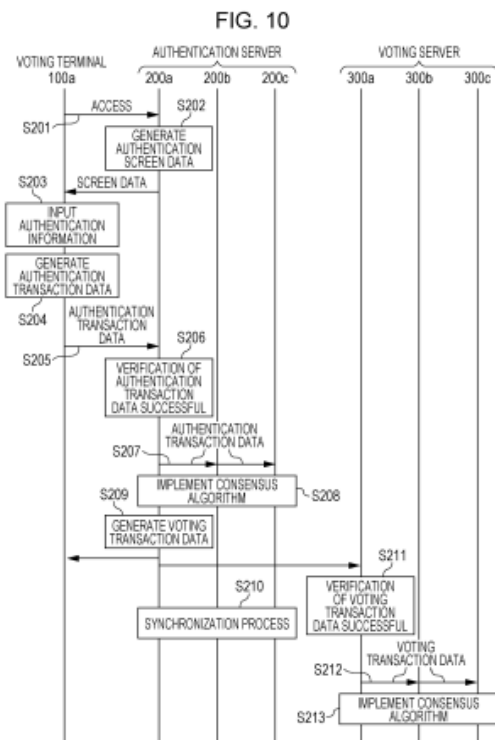 FIG. 10
AUTHENTICATION SERVER
VOTING SERVER
VOTING TERMINAL
100a
200a
200b
200c
300a
300b
300c
ACCESS
S201
S202
GENERATE
AUTHENTICATION
SCREEN DATA
SCREEN DATA
S203
INPUT
AUTHENTICATION
INFORMATION
GENERATE
AUTHENTICATION
TRANSACTION DATA
S204
AUTHENTICATION
TRANSACTION
DATA
S205
S206
VERIFICATION OF
AUTHENTICATION
TRANSACTION
DATA SUCCESSFUL
AUTHENTICATION
TRANSACTION DATA
S207
IMPLEMENT CONSENSUS
ALGORITHM
S208
S209
GENERATE VOTING
TRANSACTION DATA
S211
VERIFICATION
OF VOTING
TRANSACTION
DATA SUCCESSFUL
S210
SYNCHRONIZATION PROCESS
VOTING
TRANSACTION DATA
S212
IMPLEMENT CONSENSUS
ALGORITHM
S213